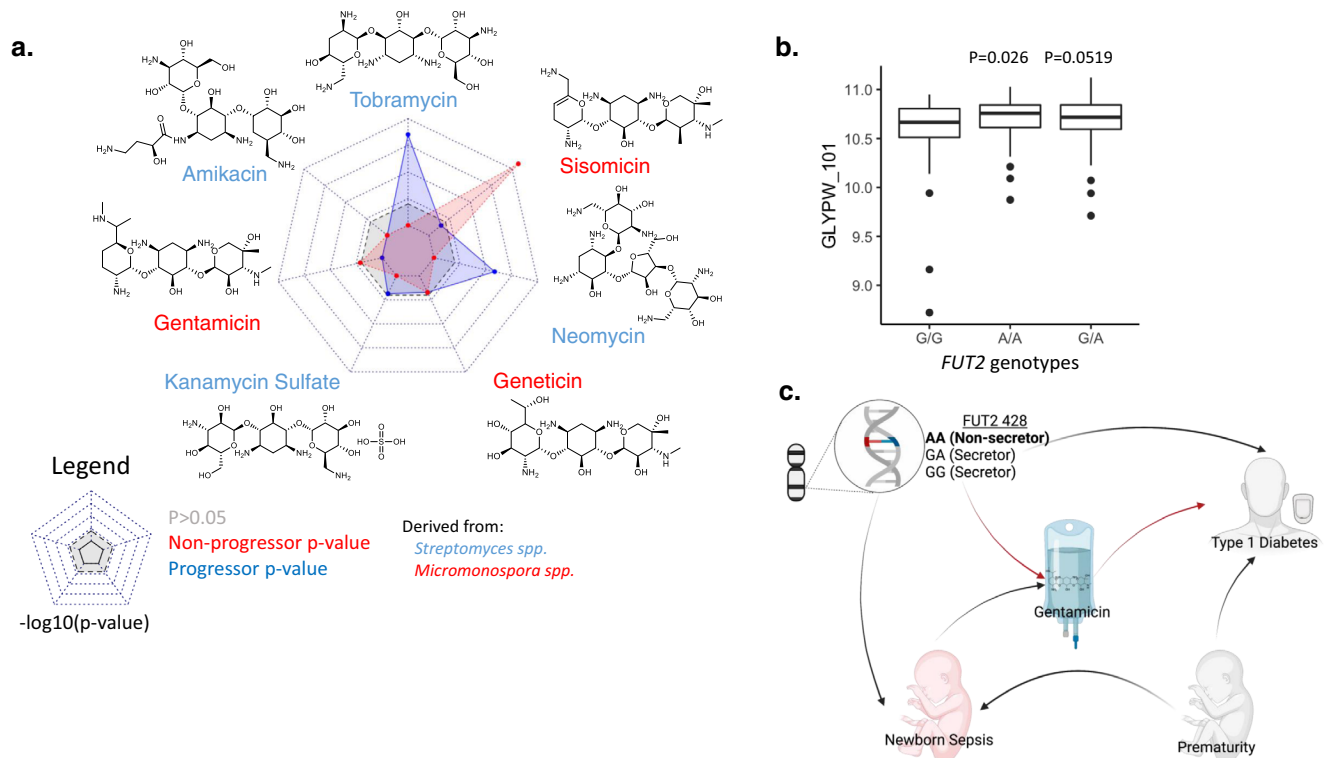 a.
Tobramycin
Amikacin
Sisomicin
Gentamicin
Neomycin
Kanamycin Sulfate
Geneticin
Legend
P>0.05
Non-progressor p-value
Progressor p-value
-log10(p-value)
Derived from:
Streptomyces spp.
Micromonospora spp.
b.
P=0.026 P=0.0519
GLYPW_101
11.0
10.5
10.0
9.5
9.0
G/G A/A G/A
FUT2 genotypes
c.
FUT2 428
AA (Non-secretor)
GA (Secretor)
GG (Secretor)
Type 1 Diabetes
Gentamicin
Newborn Sepsis
Prematurity